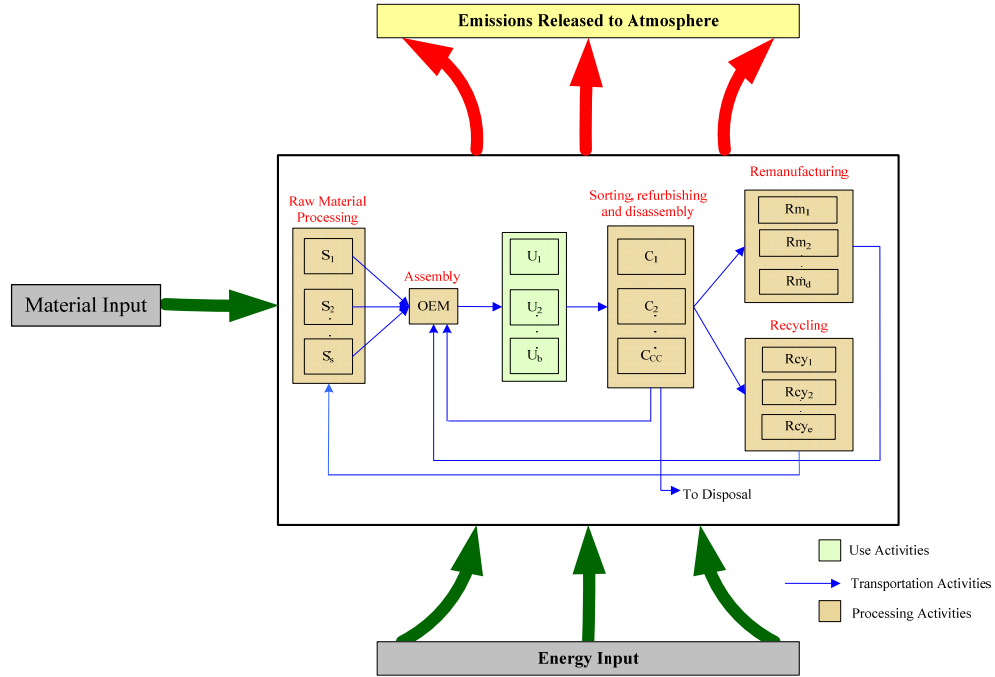 Emissions Released to Atmosphere
Raw Material
Processing
S1
S2
Ss
Assembly
OEM
U1
U2
Ub
Sorting, refurbishing
and disassembly
C1
C2
CCC
Remanufacturing
Rm1
Rm2
Rmd
Recycling
Rcy1
Rcy2
Rcye
To Disposal
Material Input
Energy Input
Use Activities
Transportation Activities
Processing Activities